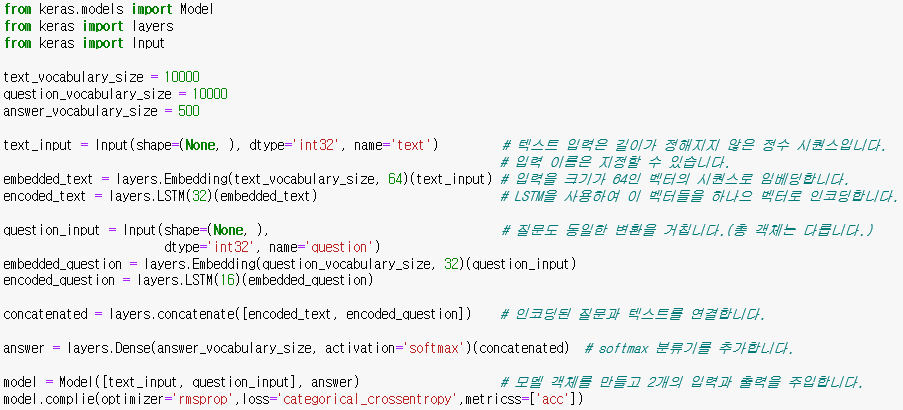 from keras.models import Model
from keras import layers
from keras import Input
text_vocabulary_size = 10000
question_vocabulary_size = 10000
answer_vocabulary_size = 500
text_input = Input(shape=(None, ), dtype='int32', name='text') # 텍스트 입력은 길이가 정해지지 않은 정수 시퀀스입니다.
# 입력 이름은 지정할 수 있습니다.
embedded_text = layers.Embedding(text_vocabulary_size, 64)(text_input) # 입력을 크기가 64인 벡터의 시퀀스로 임베딩합니다.
encoded_text = layers.LSTM(32)(embedded_text) # LSTM을 사용하여 이 벡터들을 하나으 벡터로 인코딩합니다.
question_input = Input(shape=(None, ), # 질문도 동일한 변환을 거칩니다.(총 객체는 다릅니다.)
dtype='int32', name='question')
embedded_question = layers.Embedding(question_vocabulary_size, 32)(question_input)
encoded_question = layers.LSTM(16)(embedded_question)
concatenated = layers.concatenate([encoded_text, encoded_question]) # 인코딩된 질문과 텍스트를 연결합니다.
answer = layers.Dense(answer_vocabulary_size, activation='softmax')(concatenated) # softmax 분류기를 추가합니다.
model = Model([text_input, question_input], answer) # 모델 객체를 만들고 2개의 입력과 출력을 주입합니다.
model.complie(optimizer='rmsprop',loss='categorical_crossentropy',metricss=['acc'])